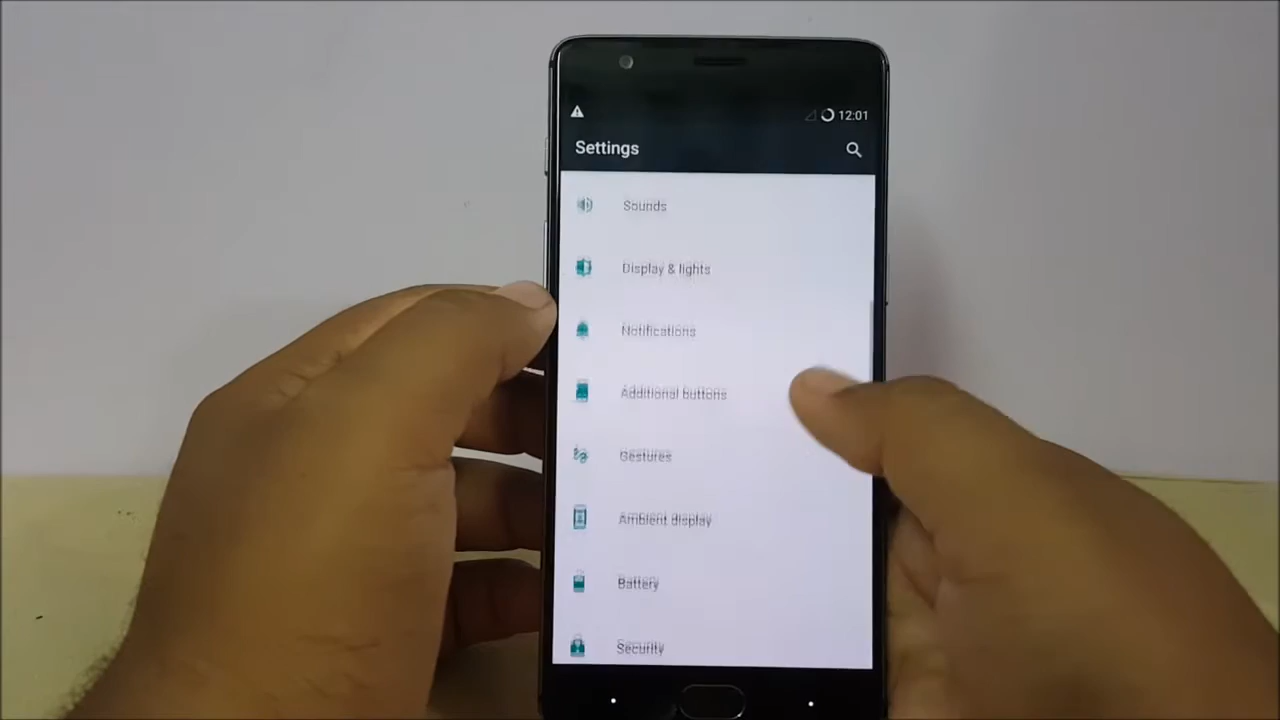 12:01
Settings
Sounds
Display & lights
Notifications
Additional buttons
Gestures
Ambient display
Battery
Security